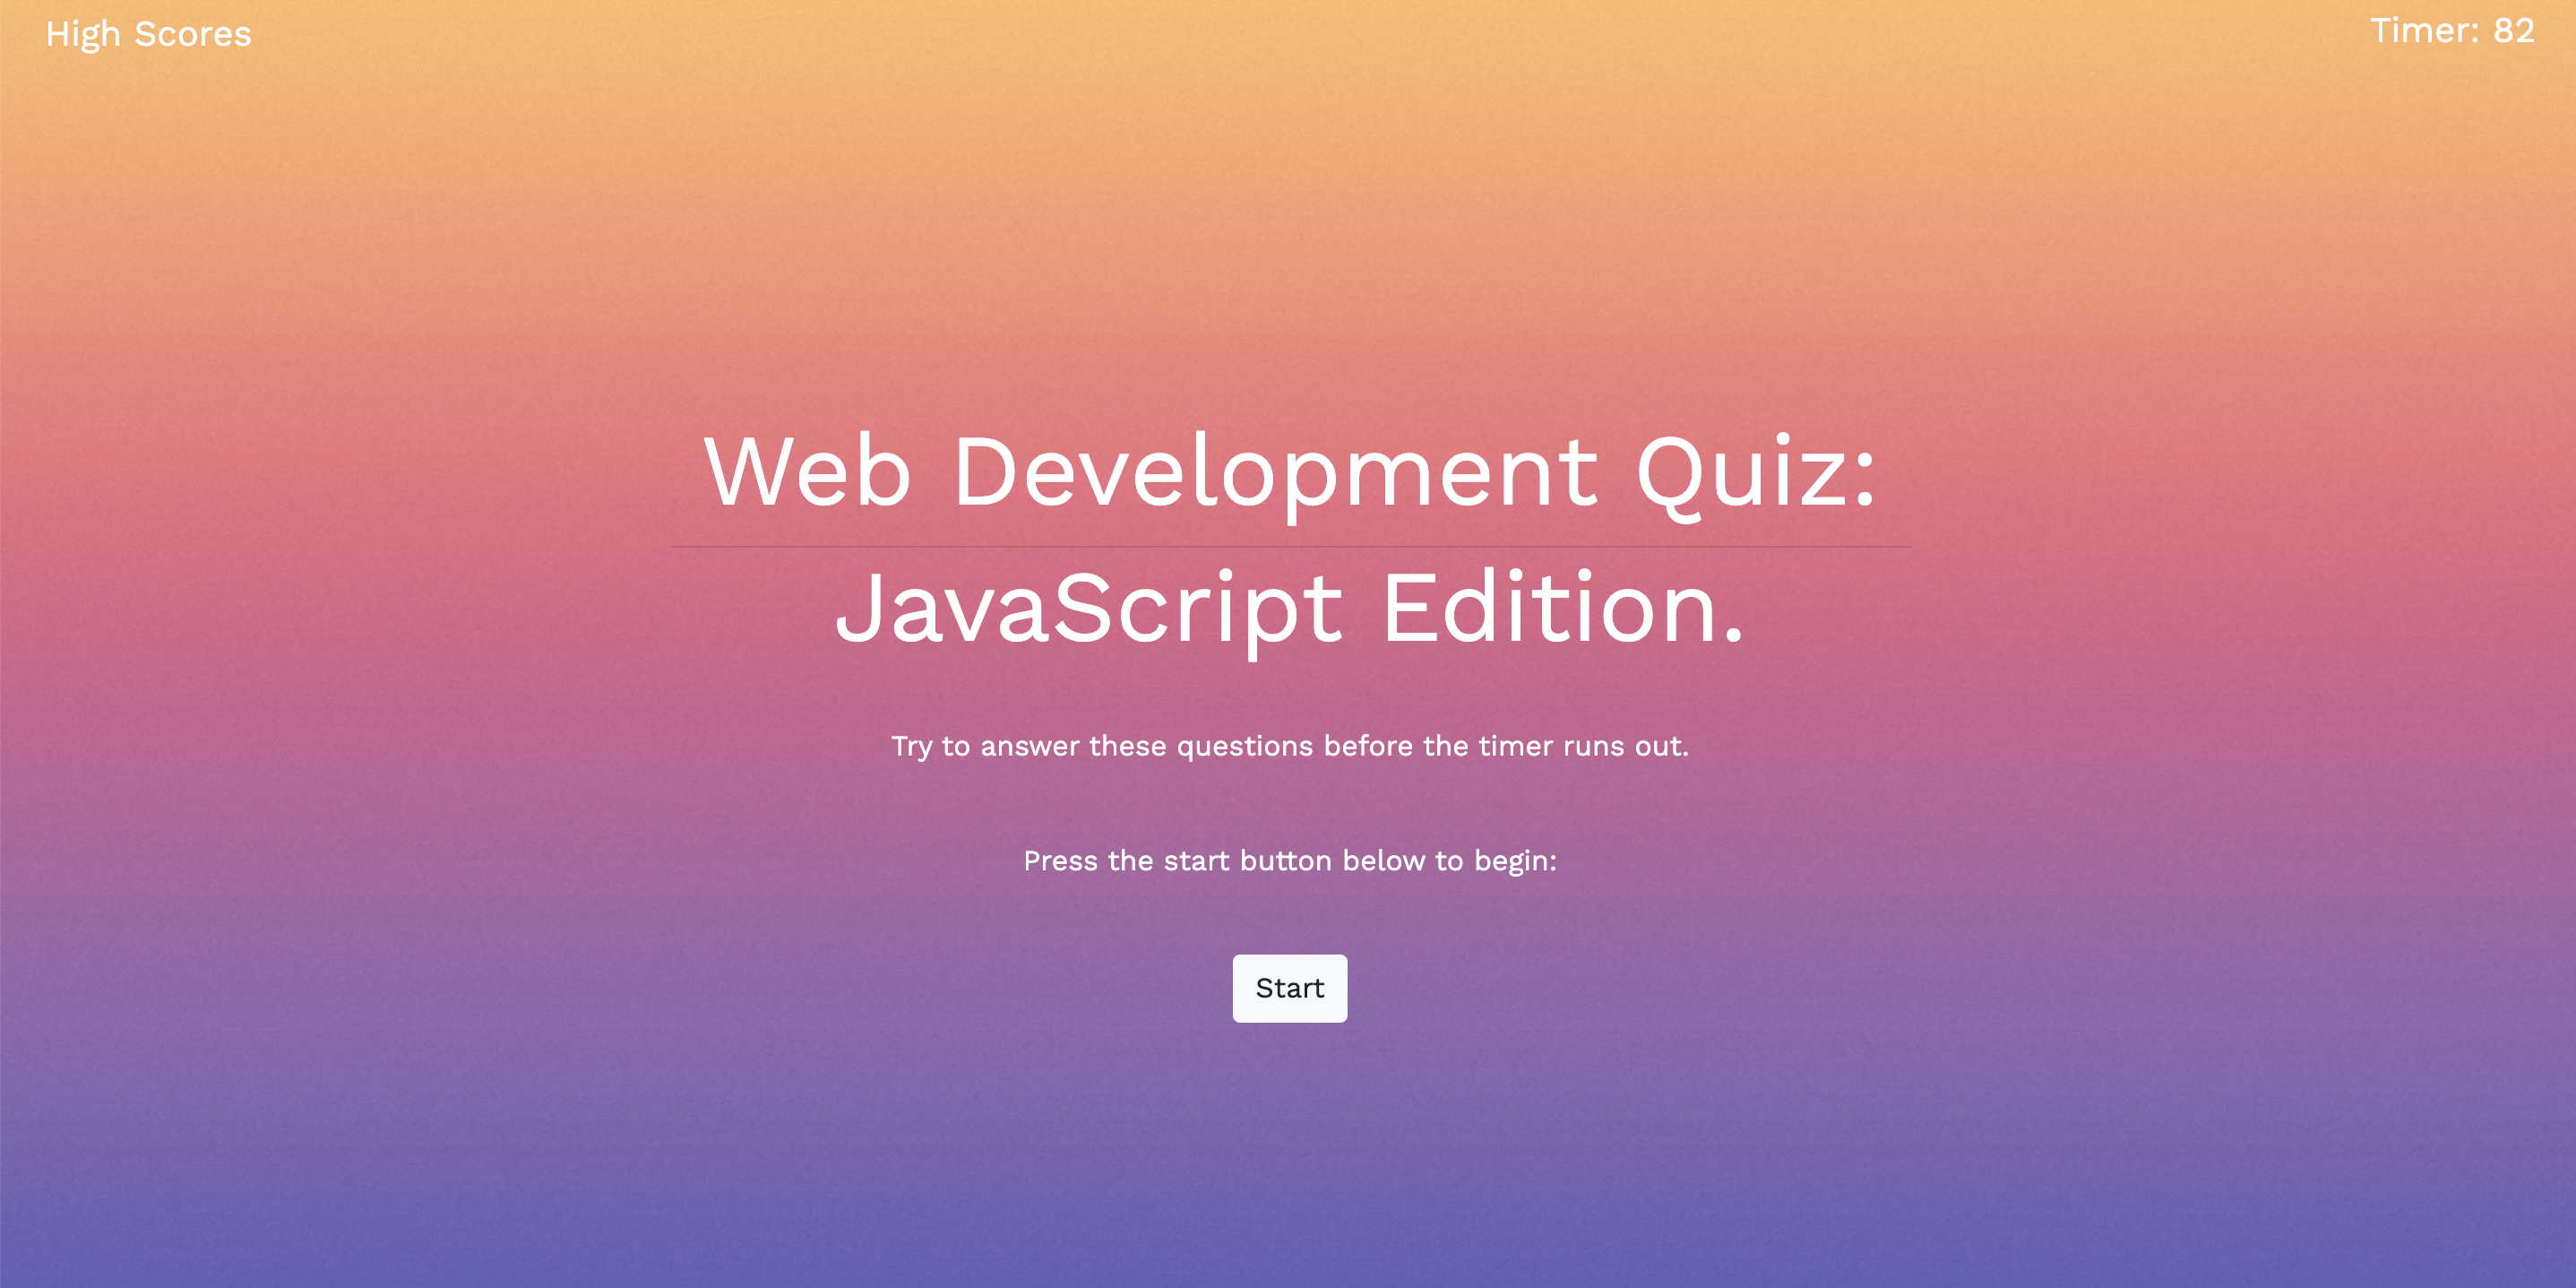 High Scores
Timer: 82
Web Development Quiz:
JavaScript Edition.
Try to answer these questions before the timer runs out.
Press the start button below to begin:
Start